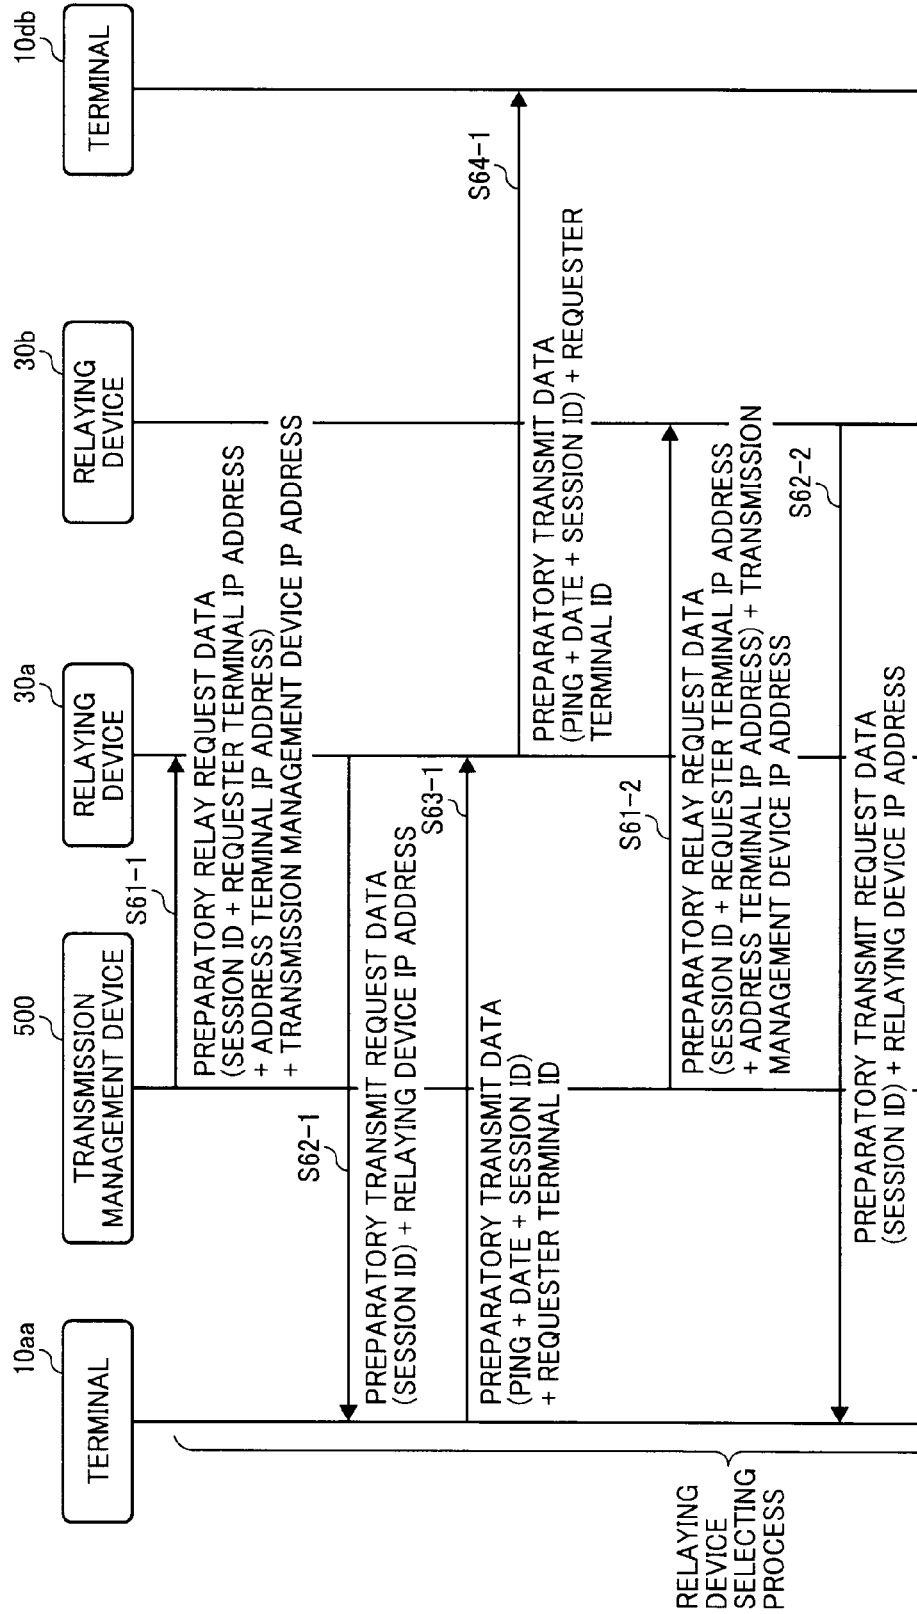 10aa
TERMINAL
500
TRANSMISSION
MANAGEMENT DEVICE
30a
RELAYING
DEVICE
30b
RELAYING
DEVICE
10db
TERMINAL
S61-1
PREPARATORY RELAY REQUEST DATA
(SESSION ID + REQUESTER TERMINAL IP ADDRESS
+ ADDRESS TERMINAL IP ADDRESS)
+ TRANSMISSION MANAGEMENT DEVICE IP ADDRESS
S62-1
PREPARATORY TRANSMIT REQUEST DATA
(SESSION ID) + RELAYING DEVICE IP ADDRESS
S63-1
PREPARATORY TRANSMIT DATA
(PING + DATE + SESSION ID)
+ REQUESTER TERMINAL ID
S64-1
PREPARATORY TRANSMIT DATA
(PING + DATE + SESSION ID) + REQUESTER
TERMINAL ID
S61-2
PREPARATORY RELAY REQUEST DATA
(SESSION ID + REQUESTER TERMINAL IP ADDRESS
+ ADDRESS TERMINAL IP ADDRESS) + TRANSMISSION
MANAGEMENT DEVICE IP ADDRESS
S62-2
PREPARATORY TRANSMIT REQUEST DATA
(SESSION ID) + RELAYING DEVICE IP ADDRESS
RELAYING
DEVICE
SELECTING
PROCESS